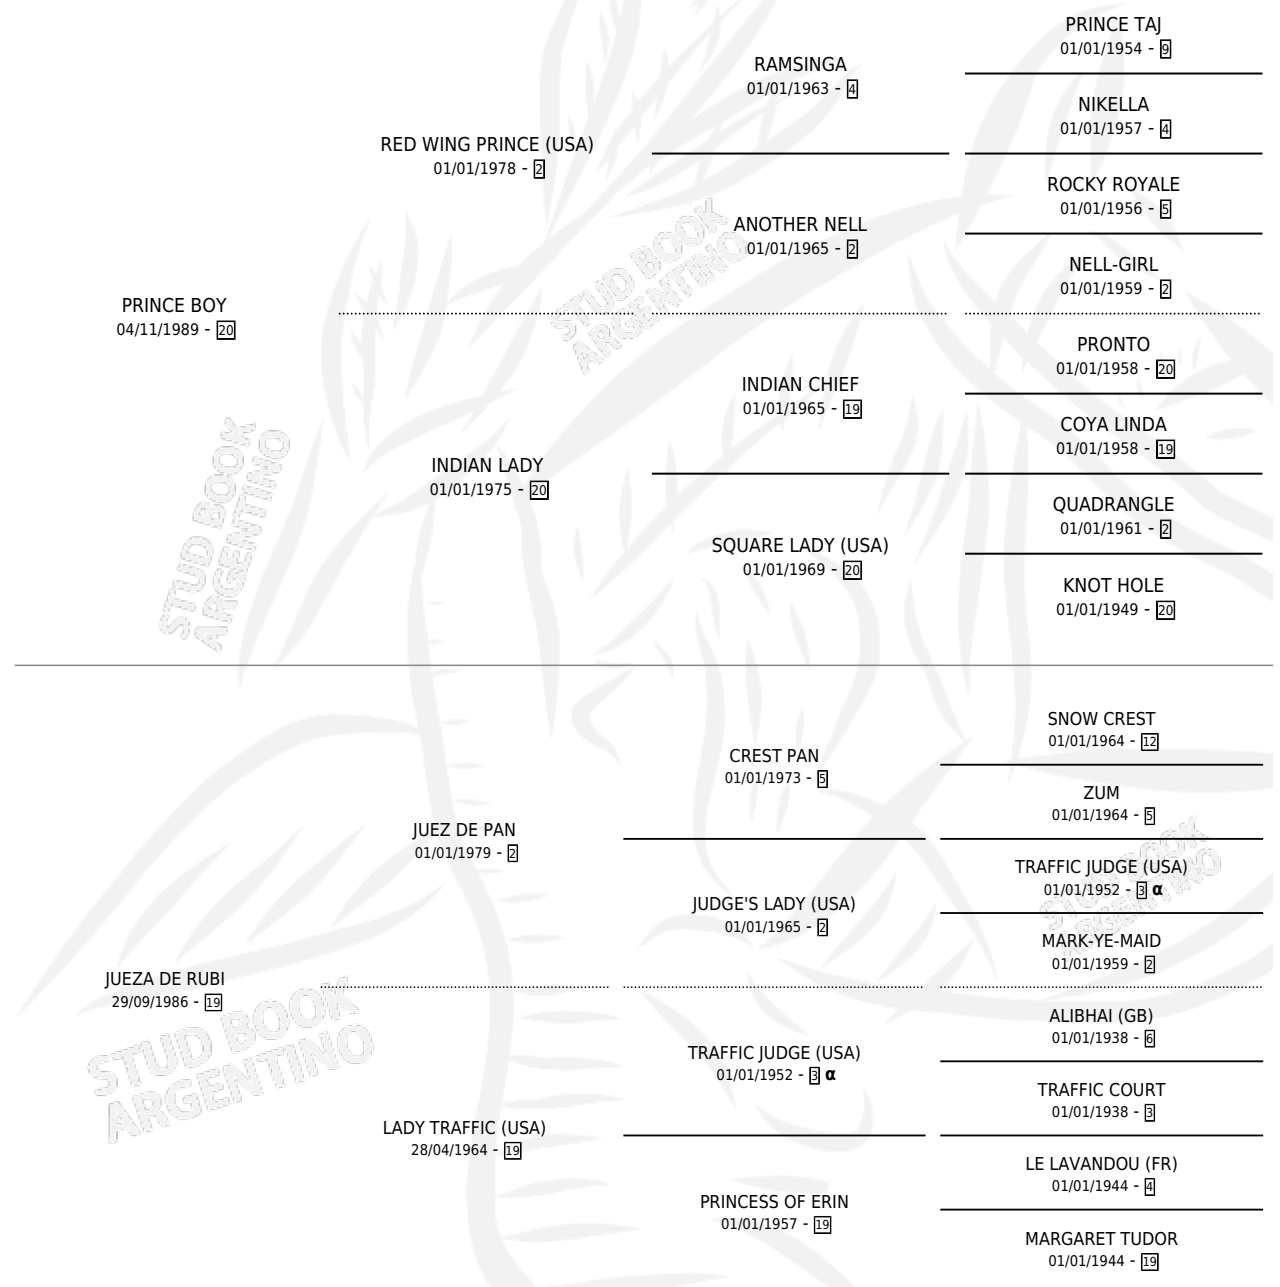 PRINCE TAJ
01/01/1954 - 9
RAMSINGA
01/01/1963 - 4
NIKELLA
01/01/1957 - 4
RED WING PRINCE (USA)
01/01/1978 - 2
ROCKY ROYALE
01/01/1956 - 5
ANOTHER NELL
01/01/1965 - 2
NELL-GIRL
01/01/1959 - 2
PRINCE BOY
04/11/1989 - 20
PRONTO
01/01/1958 - 20
INDIAN CHIEF
01/01/1965 - 19
COYA LINDA
01/01/1958 - 19
INDIAN LADY
01/01/1975 - 20
QUADRANGLE
01/01/1961 - 2
SQUARE LADY (USA)
01/01/1969 - 20
KNOT HOLE
01/01/1949 - 20
STUD BOOK
ARGENTINO
STUD BOOK
ARGENTINO
SNOW CREST
01/01/1964 - 12
CREST PAN
01/01/1973 - 5
ZUM
01/01/1964 - 5
JUEZ DE PAN
01/01/1979 - 2
TRAFFIC JUDGE (USA)
01/01/1952 - 3 α
JUDGE'S LADY (USA)
01/01/1965 - 2
MARK-YE-MAID
01/01/1959 - 2
STUD BOOK
ARGENTINO
JUEZA DE RUBI
29/09/1986 - 19
ALIBHAI (GB)
01/01/1938 - 6
TRAFFIC JUDGE (USA)
01/01/1952 - 3 α
TRAFFIC COURT
01/01/1938 - 3
LADY TRAFFIC (USA)
28/04/1964 - 19
LE LAVANDOU (FR)
01/01/1944 - 4
PRINCESS OF ERIN
01/01/1957 - 19
MARGARET TUDOR
01/01/1944 - 19
STUD BOOK
ARGENTINO